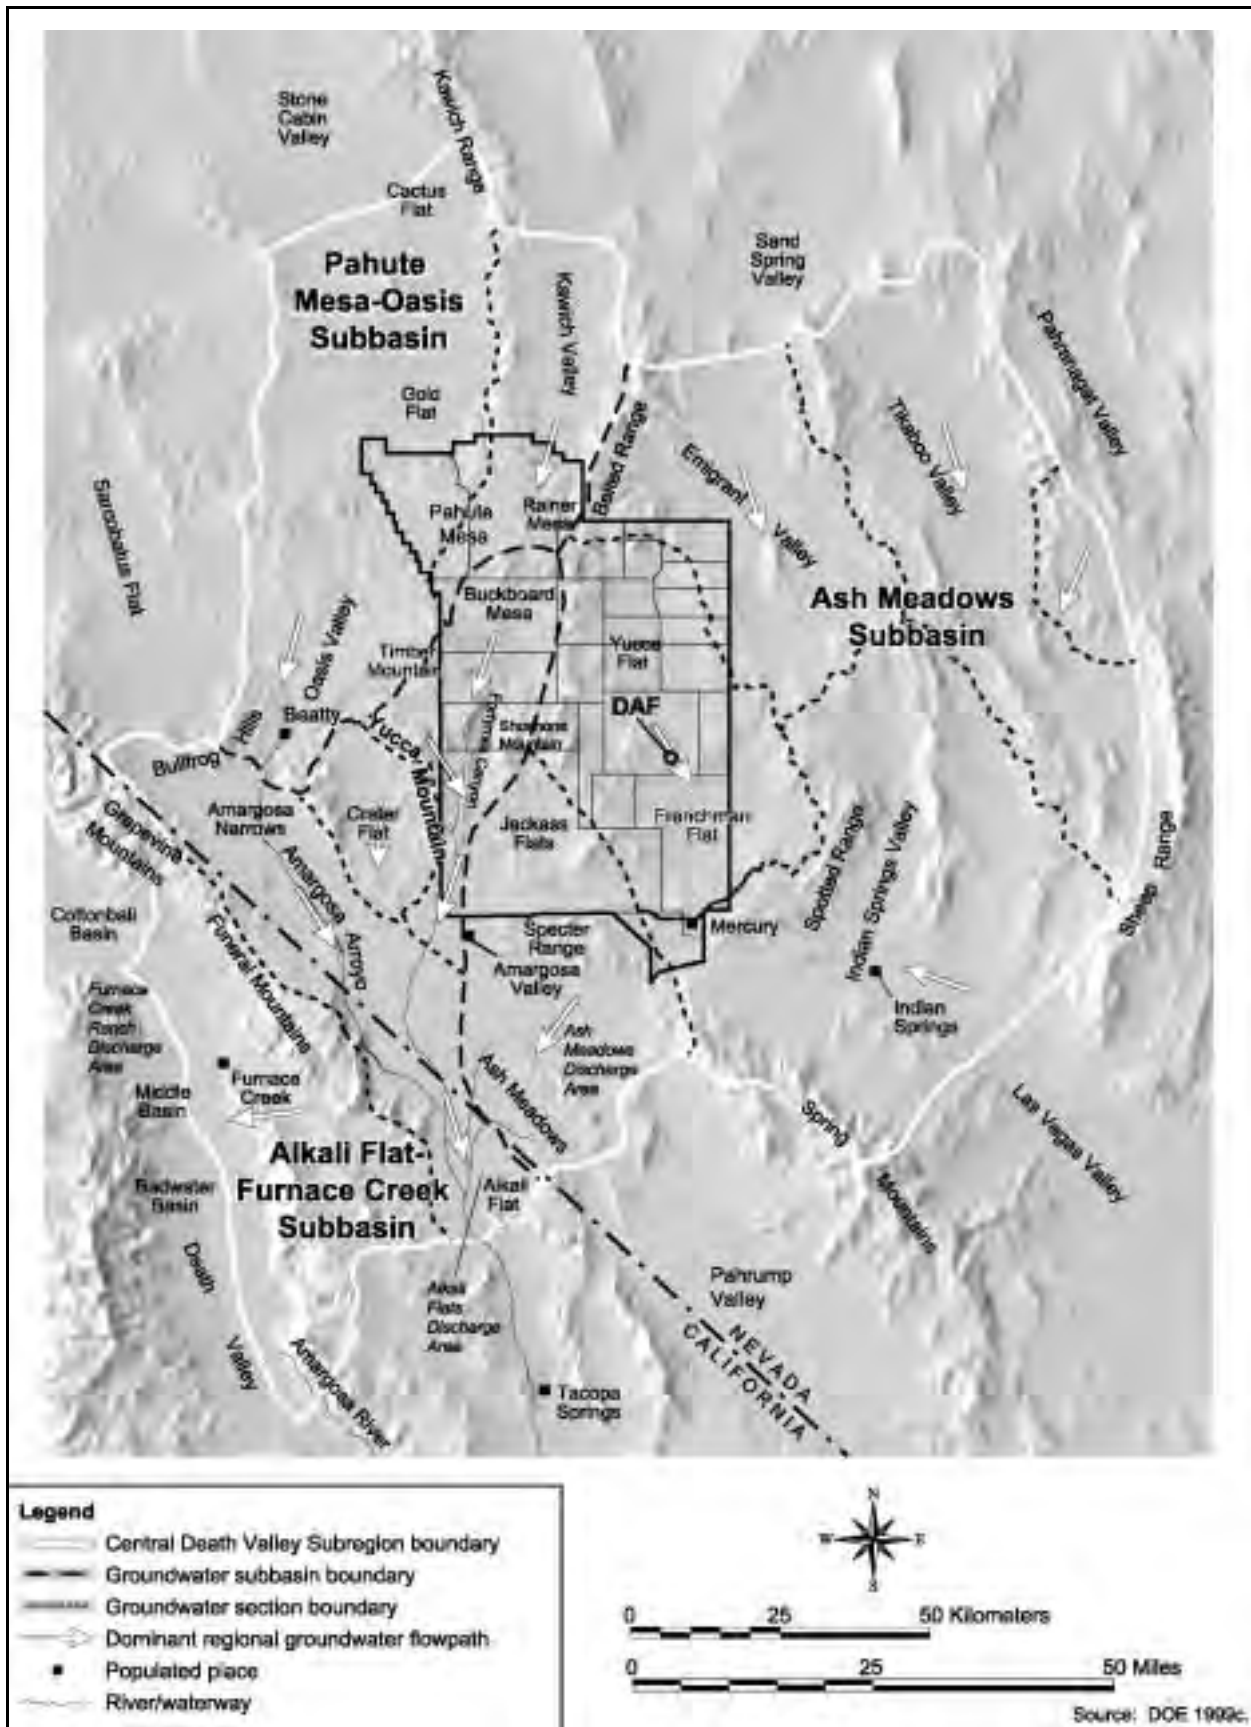 Stone
Cabin
Valley
Kawich Range
Cactus
Flat
Sand
Spring
Valley
Pahute
Mesa-Oasis
Subbasin
Kawich Valley
Pahranagat Valley
Gold
Flat
Belted Range
Tikaboo Valley
Emigrant
Valley
Sarcobatus Flat
Pahute
Mesa
Rainer
Mesa
Buckboard
Mesa
Ash Meadows
Subbasin
Timber
Mountain
Yucca
Flat
Oasis Valley
Beatty
Bullfrog
Hills
Yucca Mountain
Fortymile Canyon
Shoshone
Mountain
DAF
Amargosa
Narrows
Crater
Flat
Jackass
Flats
Frenchman
Flat
Grapevine
Mountains
Amargosa
Arroyo
Spotted Range
Indian Springs Valley
Sheep
Range
Cottonball
Basin
Funeral Mountains
Specter
Range
Mercury
Amargosa
Valley
Indian
Springs
Furnace
Creek
Ranch
Discharge
Area
Ash
Meadows
Discharge
Area
Ash Meadows
Furnace
Creek
Middle
Basin
Spring
Mountains
Las Vegas Valley
Alkali Flat-
Furnace Creek
Subbasin
Badwater
Basin
Alkali
Flat
Death
Valley
Pahrump
Valley
Alkali
Flats
Discharge
Area
NEVADA
CALIFORNIA
Amargosa River
Tacopa
Springs
Legend
Central Death Valley Subregion boundary
Groundwater subbasin boundary
Groundwater section boundary
Dominant regional groundwater flowpath
Populated place
River/waterway
N
W E
S
0 25 50 Kilometers
0 25 50 Miles
Source: DOE 1999c.